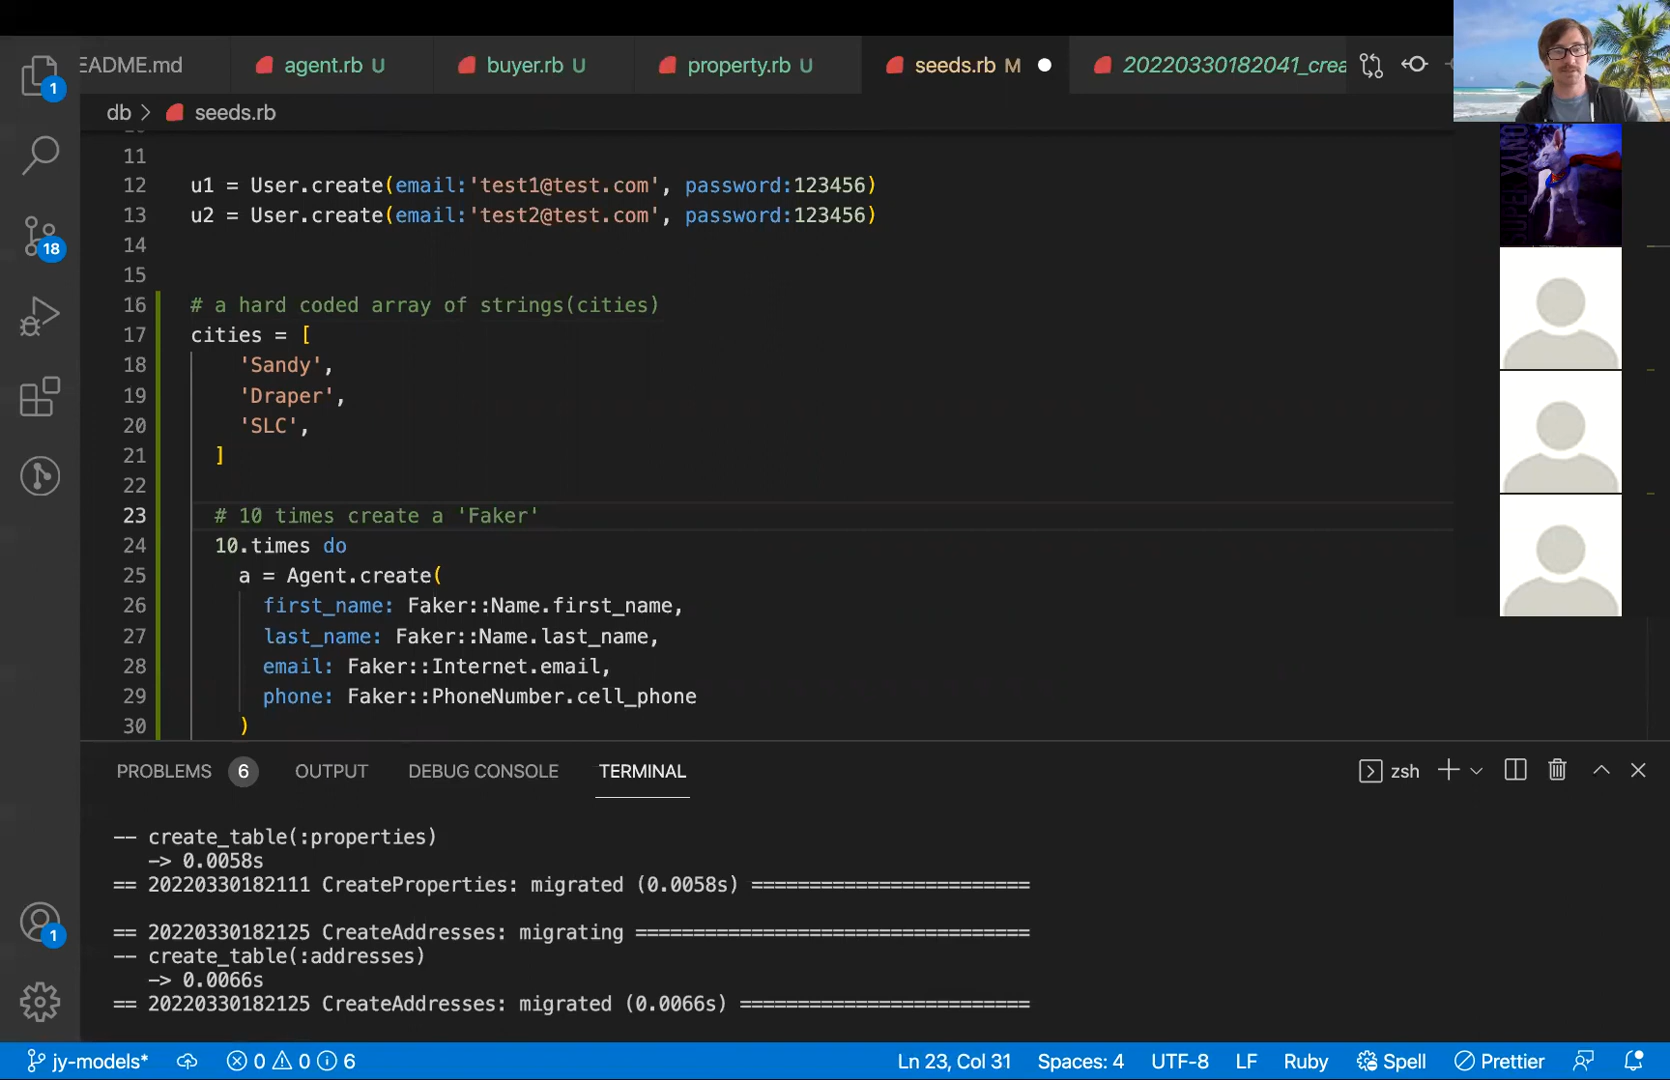 EADME.md
agent.rb U
buyer.rb U
property.rb U
seeds.rb M
20220330182041_crea
1
db > seeds.rb
11
12 u1 = User.create(email:'test1@test.com', password:123456)
13 u2 = User.create(email:'test2@test.com', password:123456)
14
15
16 # a hard coded array of strings(cities)
17 cities = [
18 'Sandy',
19 'Draper',
20 'SLC',
21 ]
22
23 # 10 times create a 'Faker'
24 10.times do
25 a = Agent.create(
26 first_name: Faker::Name.first_name,
27 last_name: Faker::Name.last_name,
28 email: Faker::Internet.email,
29 phone: Faker::PhoneNumber.cell_phone
30 )
18
SUPER XANO
PROBLEMS 6 OUTPUT DEBUG CONSOLE TERMINAL
zsh
-- create_table(:properties)
-> 0.0058s
== 20220330182111 CreateProperties: migrated (0.0058s) ========================
== 20220330182125 CreateAddresses: migrating ==================================
-- create_table(:addresses)
-> 0.0066s
== 20220330182125 CreateAddresses: migrated (0.0066s) =========================
1
jy-models* 0 0 6
Ln 23, Col 31 Spaces: 4 UTF-8 LF Ruby Spell Prettier